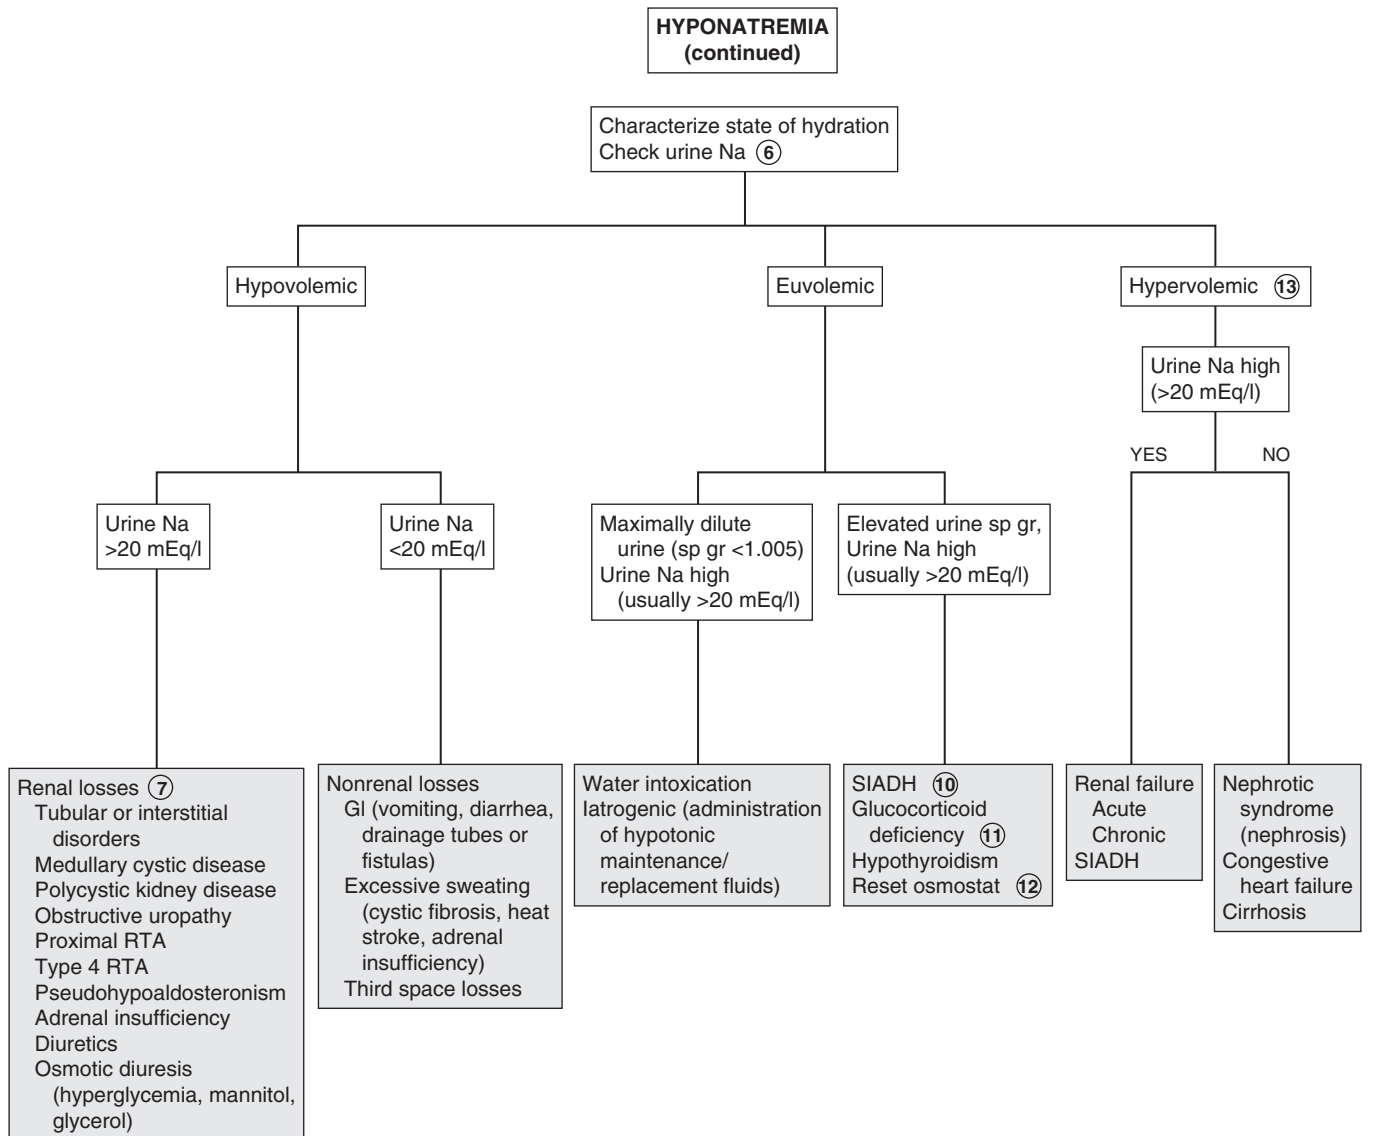 HYPONATREMIA
(continued)
Characterize state of hydration
Check urine Na 6
Hypovolemic
Euvolemic
Hypervolemic 13
Urine Na high
(>20 mEq/l)
YES
NO
Urine Na
>20 mEq/l
Urine Na
<20 mEq/l
Maximally dilute
urine (sp gr <1.005)
Urine Na high
(usually >20 mEq/l)
Elevated urine sp gr,
Urine Na high
(usually >20 mEq/l)
Renal losses 7
Tubular or interstitial
disorders
Medullary cystic disease
Polycystic kidney disease
Obstructive uropathy
Proximal RTA
Type 4 RTA
Pseudohypoaldosteronism
Adrenal insufficiency
Diuretics
Osmotic diuresis
(hyperglycemia, mannitol,
glycerol)
Nonrenal losses
GI (vomiting, diarrhea,
drainage tubes or
fistulas)
Excessive sweating
(cystic fibrosis, heat
stroke, adrenal
insufficiency)
Third space losses
Water intoxication
Iatrogenic (administration
of hypotonic
maintenance/
replacement fluids)
SIADH 10
Glucocorticoid
deficiency 11
Hypothyroidism
Reset osmostat 12
Renal failure
Acute
Chronic
SIADH
Nephrotic
syndrome
(nephrosis)
Congestive
heart failure
Cirrhosis